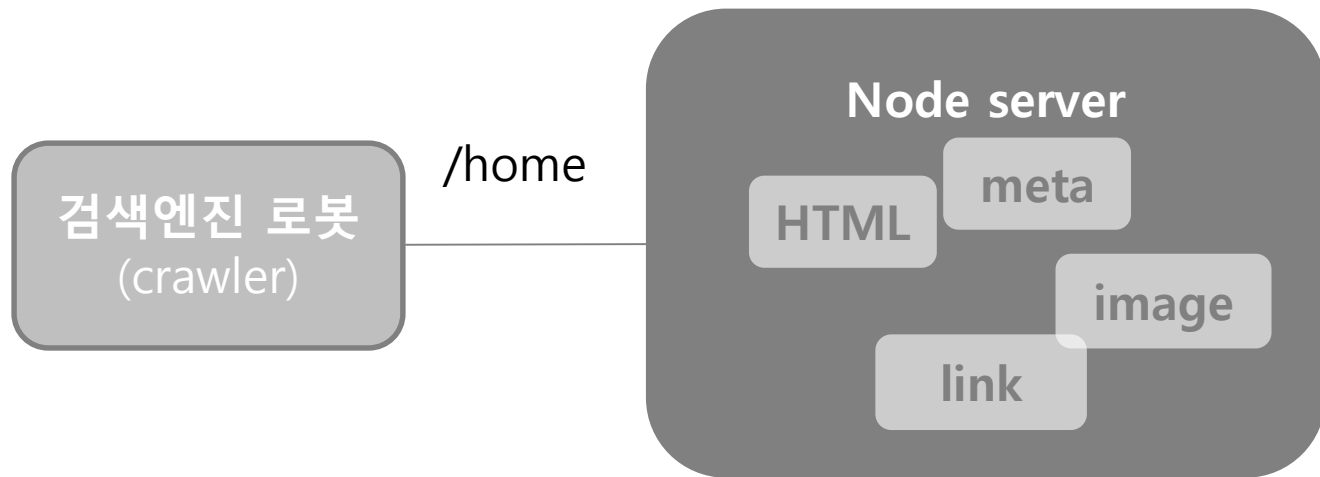 검색엔진 로봇
(crawler)
/home
Node server
HTML
meta
image
link